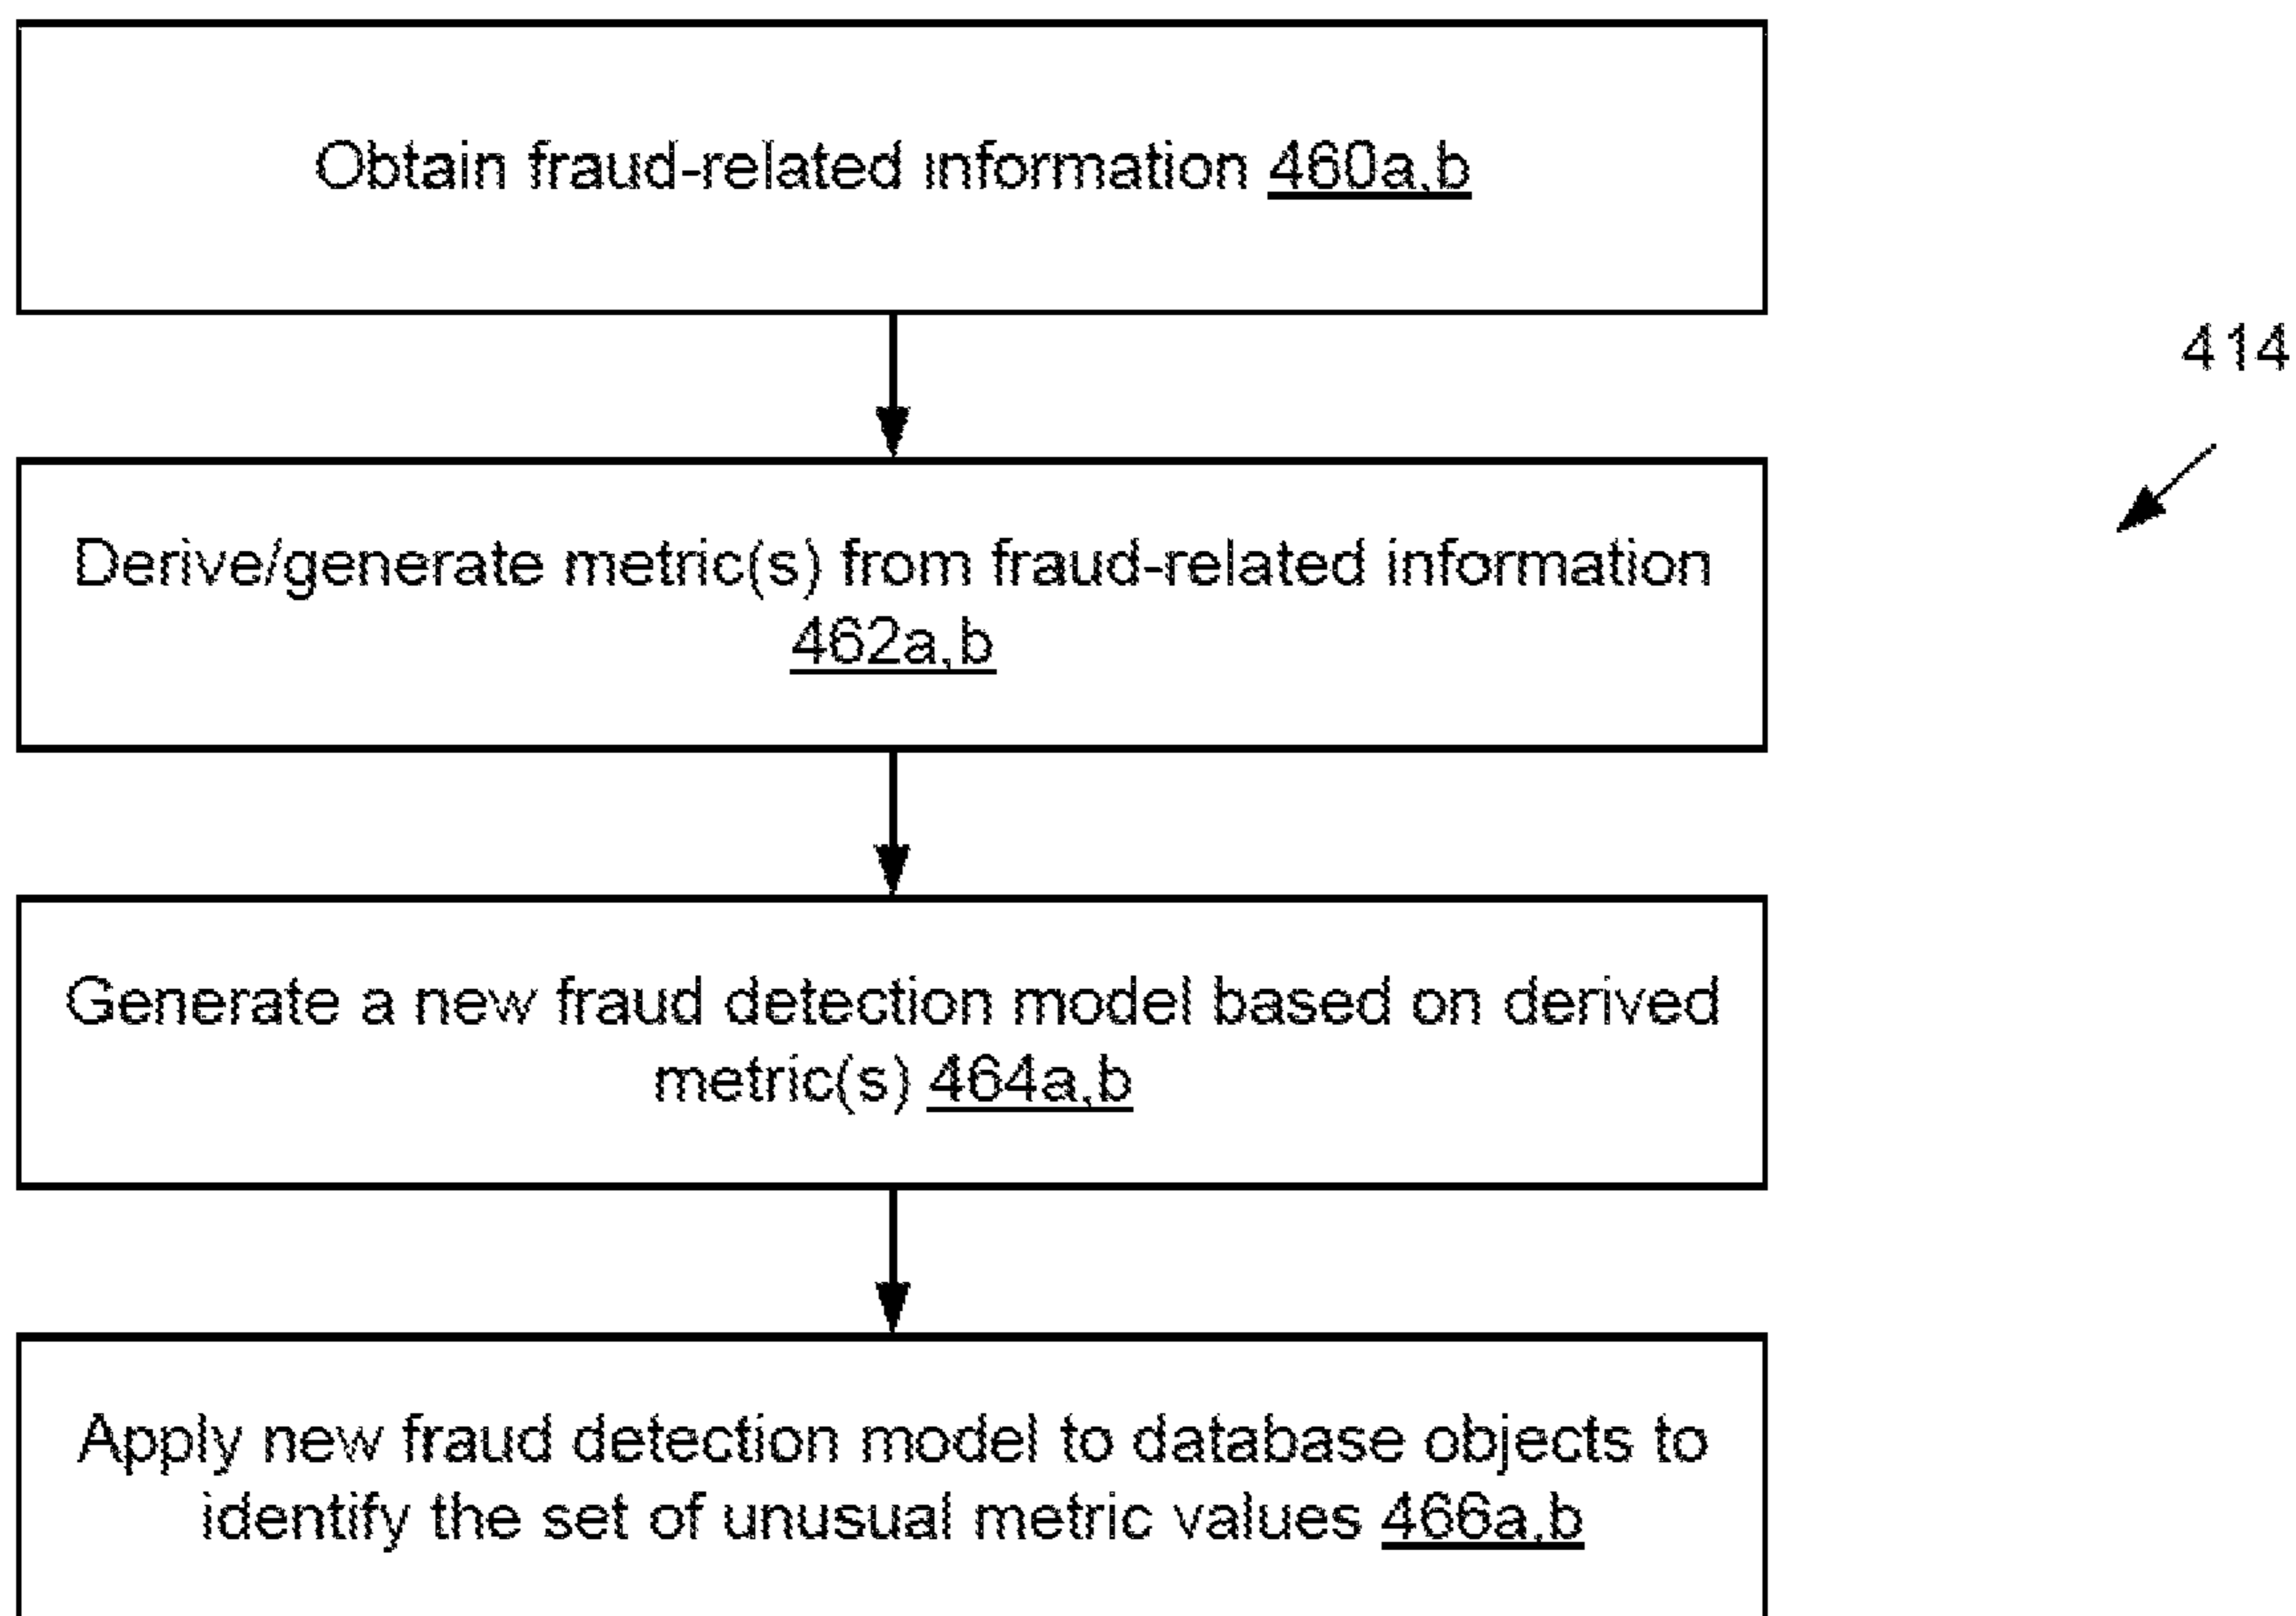 Obtain fraud-related information 460a,b
414
Derive/generate metric(s) from fraud-related information
462a,b
Generate a new fraud detection model based on derived
metric(s) 464a,b
Apply new fraud detection model to database objects to
identify the set of unusual metric values 466a,b